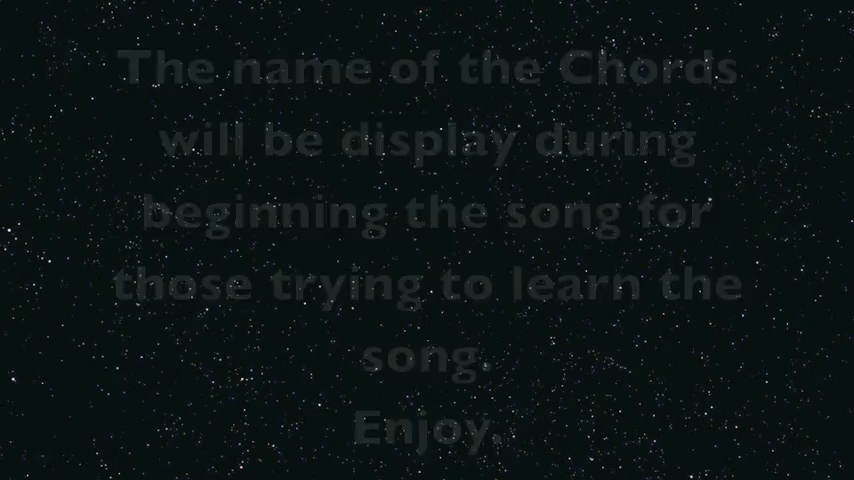 The name of the Chords
will be display during
beginning the song for
those trying to learn the
song.
Enjoy.